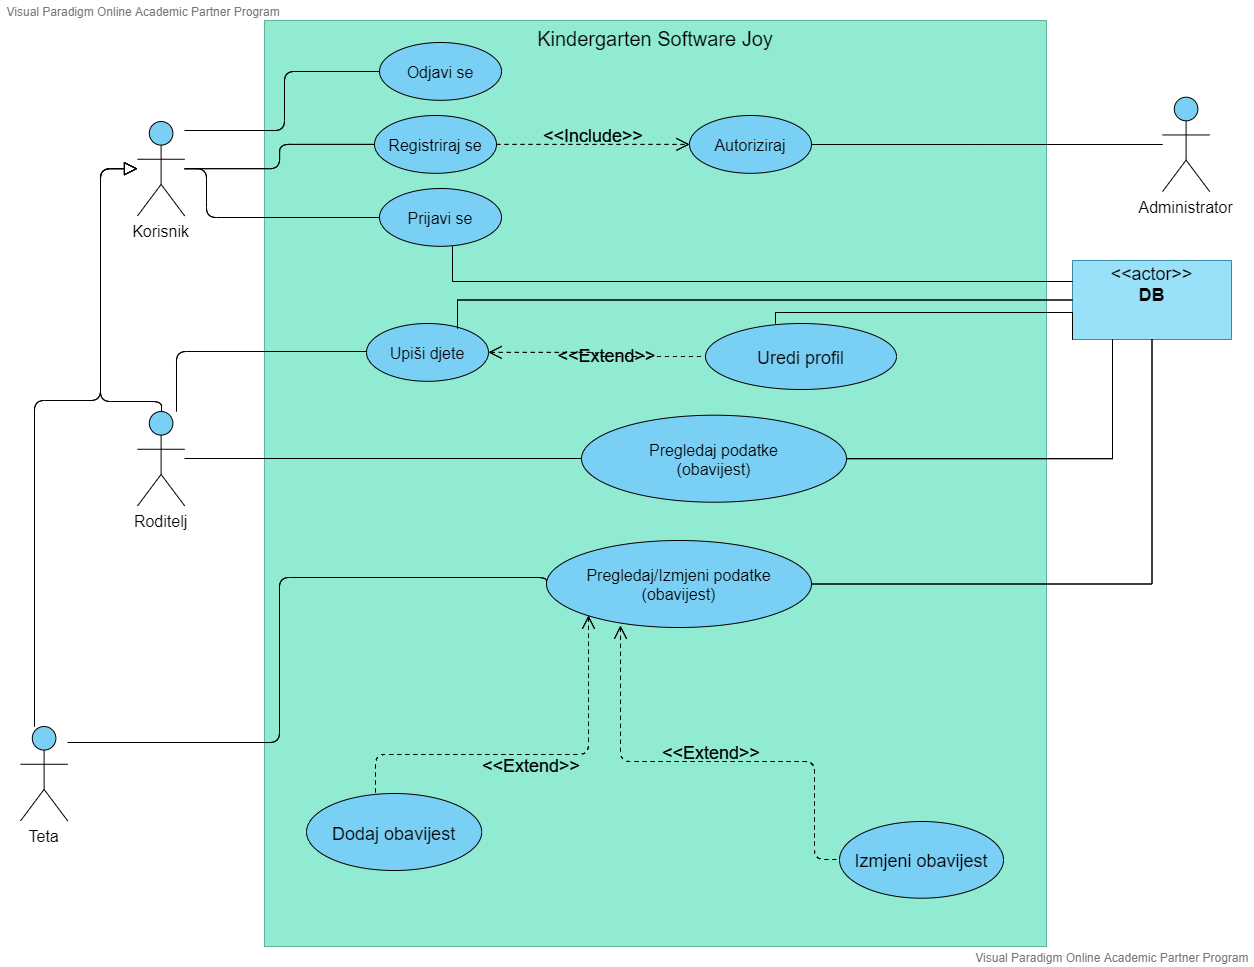 Visual Paradigm Online Academic Partner Program
Kindergarten Software Joy
Odjavi se
Registriraj se
<<Include>>
Autoriziraj
Korisnik
Administrator
Prijavi se
<<actor>>
DB
Upiši djete
<<Extend>>
Uredi profil
Pregledaj podatke
(obavijest)
Roditelj
Pregledaj/Izmjeni podatke
(obavijest)
<<Extend>>
<<Extend>>
Teta
Dodaj obavijest
Izmjeni obavijest
Visual Paradigm Online Academic Partner Program